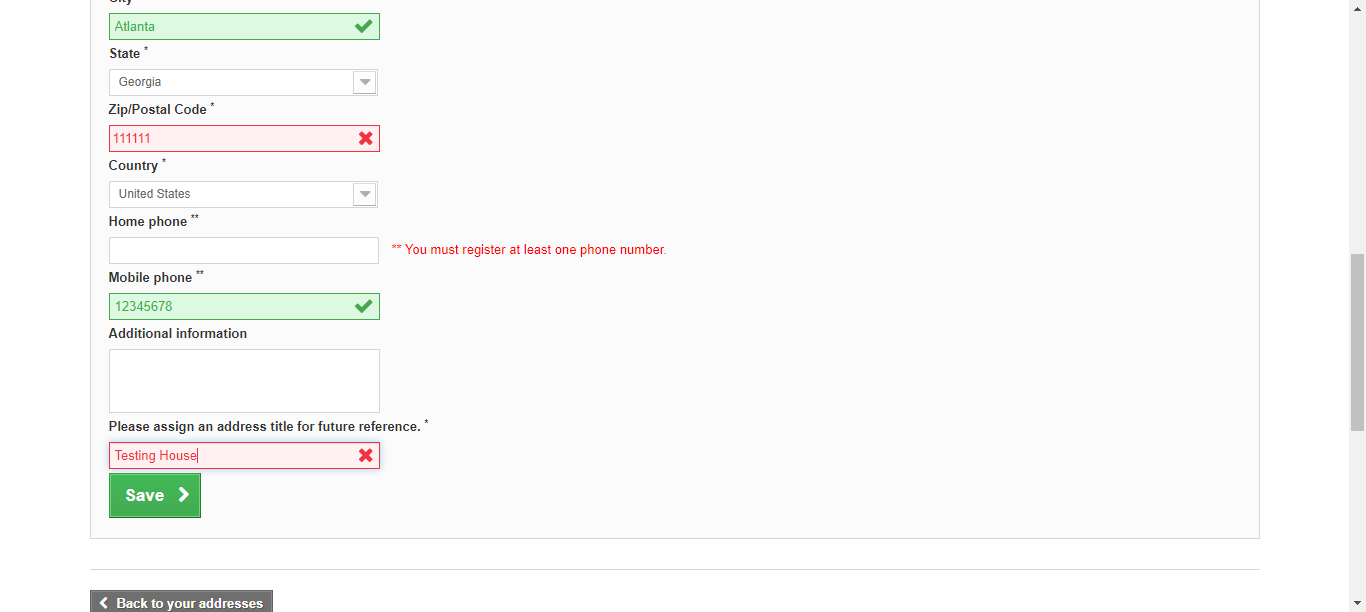 City
Atlanta
State *
Georgia
Zip/Postal Code *
111111
Country *
United States
Home phone **
** You must register at least one phone number.
Mobile phone **
12345678
Additional information
Please assign an address title for future reference. *
Testing House
Save
Back to your addresses